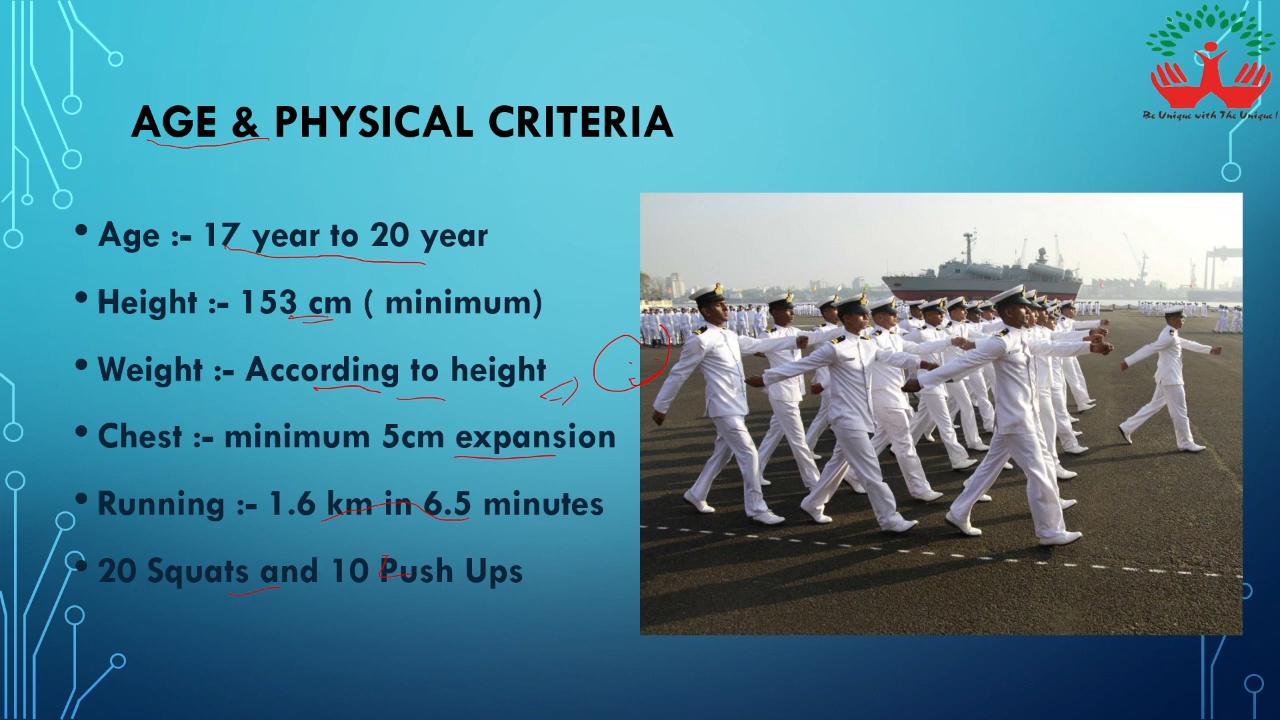 Be Unique with The Unique!
AGE & PHYSICAL CRITERIA
• Age :- 17 year to 20 year
• Height :- 153 cm ( minimum)
• Weight :- According to height
• Chest :- minimum 5cm expansion
• Running :- 1.6 km in 6.5 minutes
• 20 Squats and 10 Push Ups